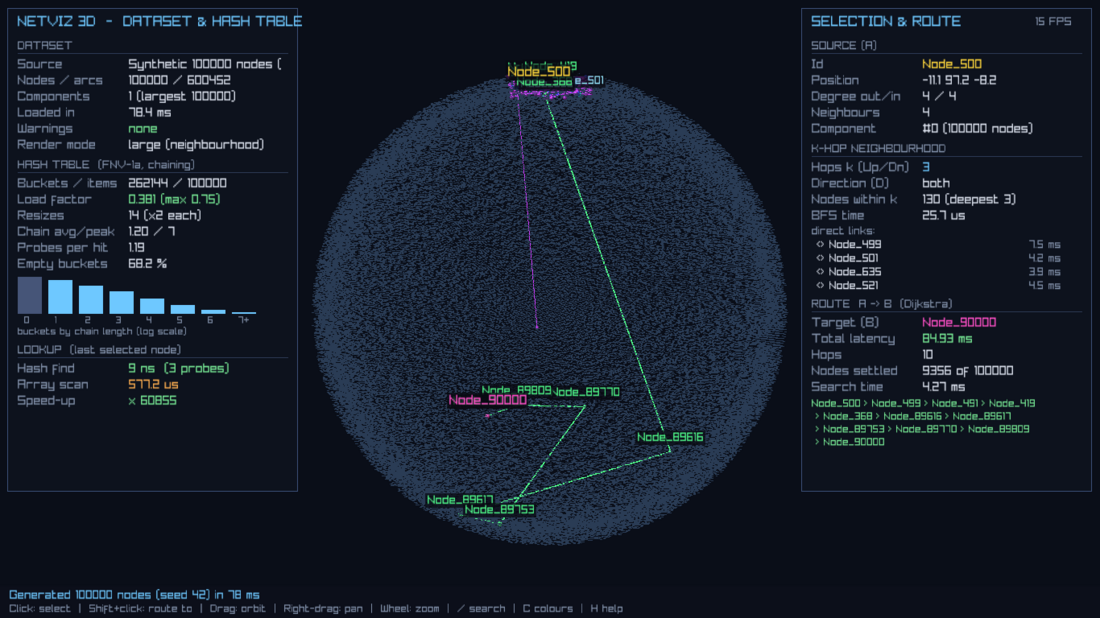 NETVIZ 3D - DATASET & HASH TABLE
DATASET
Source Synthetic 100000 nodes (
Nodes / arcs 100000 / 600452
Components 1 (largest 100000)
Loaded in 78.4 ms
Warnings none
Render mode large (neighbourhood)
HASH TABLE (FNV-1a, chaining)
Buckets / items 262144 / 100000
Load factor 0.381 (max 0.75)
Resizes 14 (x2 each)
Chain avg/peak 1.20 / 7
Probes per hit 1.19
Empty buckets 68.2 %
0 1 2 3 4 5 6 7+
buckets by chain length (log scale)
LOOKUP (last selected node)
Hash find 9 ns (3 probes)
Array scan 577.2 us
Speed-up x 60855
Node_419
Node_500
Node_368
e_501
Node_89809
Node_89770
Node_90000
Node_89616
Node_89617
Node_89753
SELECTION & ROUTE 15 FPS
SOURCE (A)
Id Node_500
Position -11.1 97.2 -8.2
Degree out/in 4 / 4
Neighbours 4
Component #0 (100000 nodes)
K-HOP NEIGHBOURHOOD
Hops k (Up/Dn) 3
Direction (D) both
Nodes within k 130 (deepest 3)
BFS time 25.7 us
direct links:
<> Node_499 7.5 ms
<> Node_501 4.2 ms
<> Node_635 3.9 ms
<> Node_521 4.5 ms
ROUTE A -> B (Dijkstra)
Target (B) Node_90000
Total latency 84.93 ms
Hops 10
Nodes settled 9356 of 100000
Search time 4.27 ms
Node_500 > Node_499 > Node_491 > Node_419
> Node_368 > Node_89616 > Node_89617
> Node_89753 > Node_89770 > Node_89809
> Node_90000
Generated 100000 nodes (seed 42) in 78 ms
Click: select | Shift+click: route to | Drag: orbit | Right-drag: pan | Wheel: zoom | / search | C colours | H help